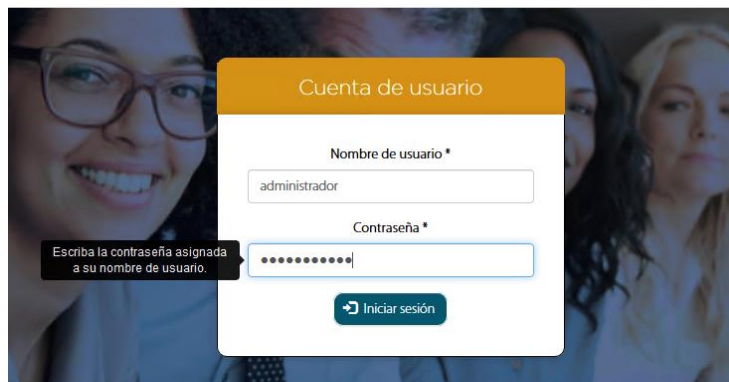 Cuenta de usuario
Nombre de usuario *
administrador
Contraseña *
Escriba la contraseña asignada
a su nombre de usuario.
●●●●●●●●●●●
Iniciar sesión